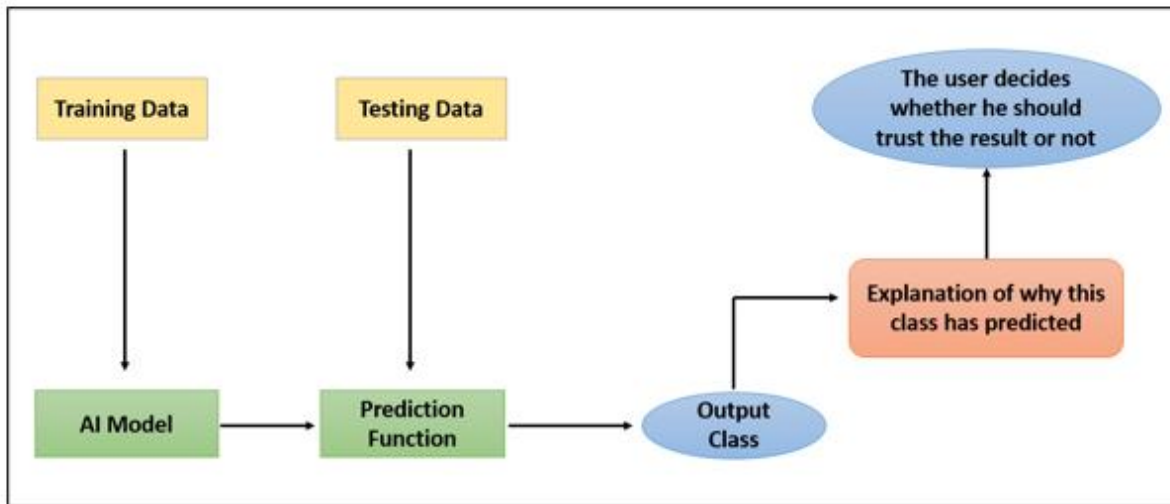 Training Data
Testing Data
The user decides
whether he should
trust the result or not
Explanation of why this
class has predicted
AI Model
Prediction
Function
Output
Class